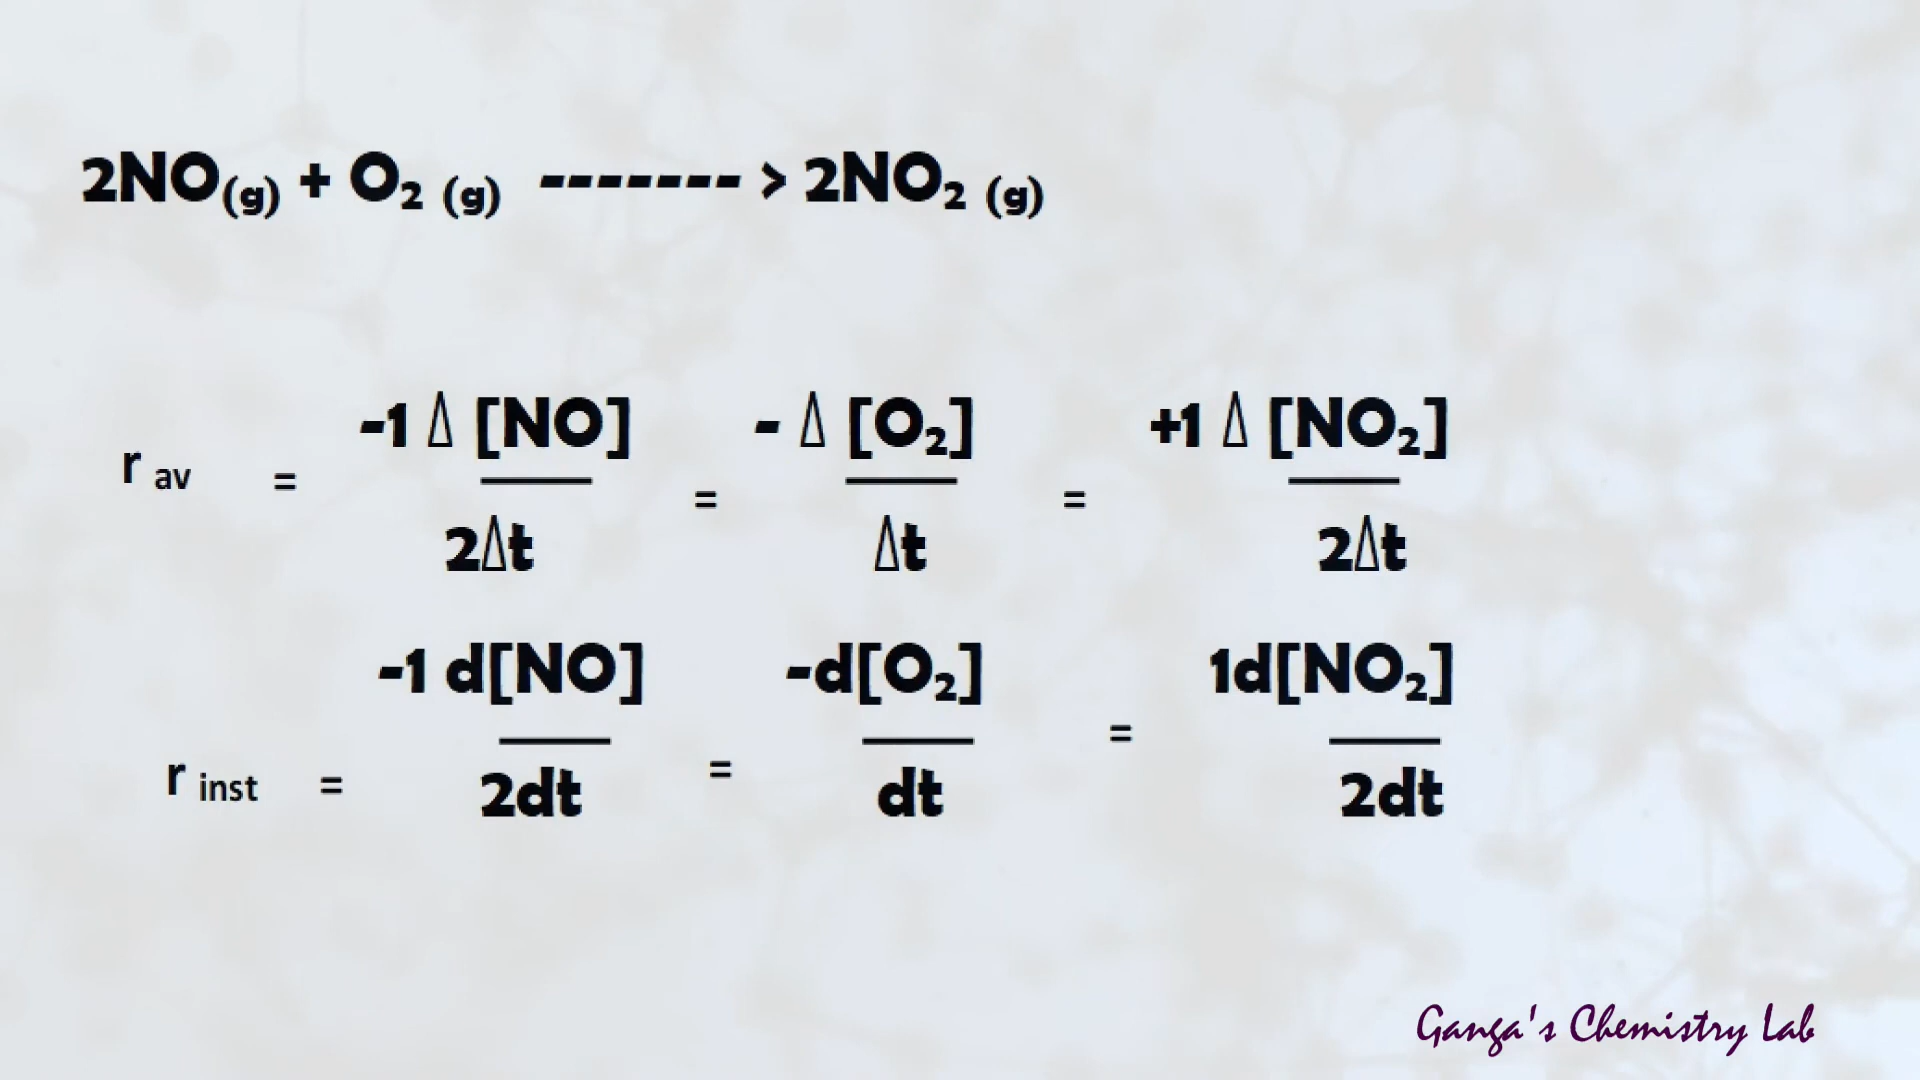 2NO(g) + O₂ (g) ------- > 2NO₂ (g)
-1 Δ [NO] - Δ [O₂] +1 Δ [NO₂]
r av = = =
2Δt Δt 2Δt
-1 d[NO] -d[O₂] 1d[NO₂]
r inst = = =
2dt dt 2dt
Ganga's Chemistry Lab